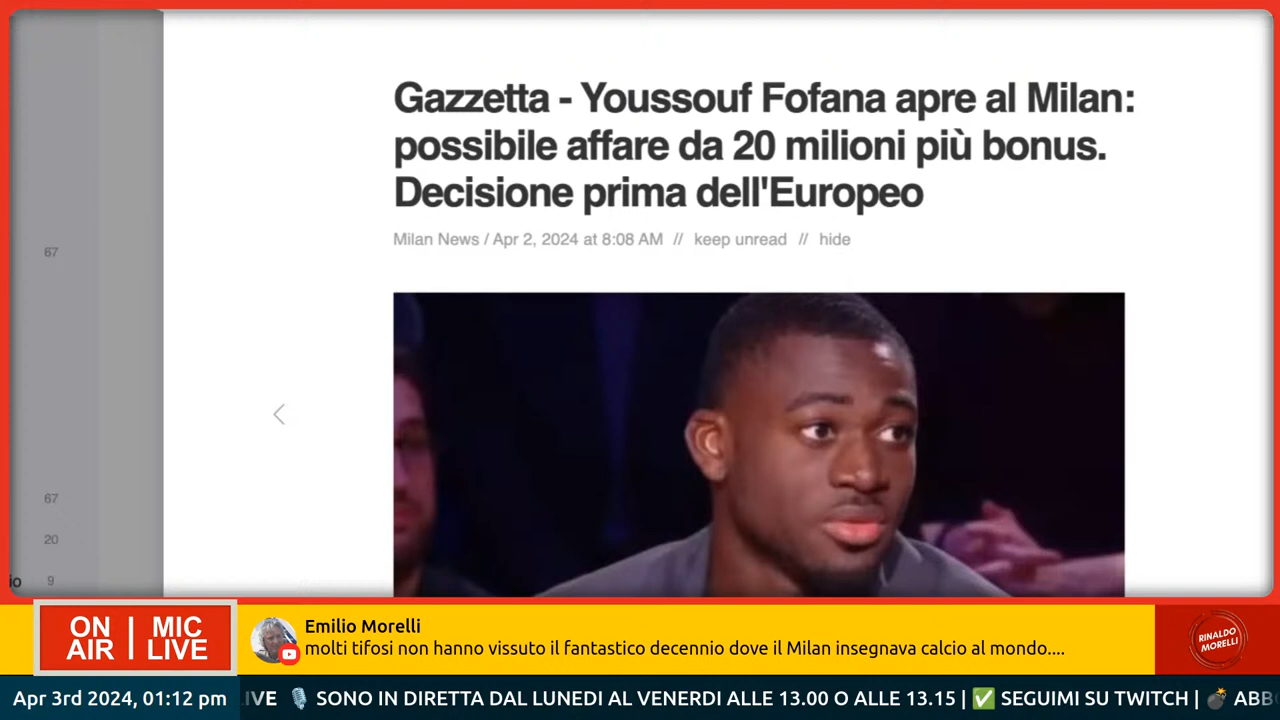 Gazzetta - Youssouf Fofana apre al Milan:
possibile affare da 20 milioni più bonus.
Decisione prima dell'Europeo
Milan News / Apr 2, 2024 at 8:08 AM // keep unread // hide
67
67
20
io 9
ON AIR | MIC LIVE
Emilio Morelli
molti tifosi non hanno vissuto il fantastico decennio dove il Milan insegnava calcio al mondo....
RINALDO
MORELLI
Apr 3rd 2024, 01:12 pm
IVE 🎙️ SONO IN DIRETTA DAL LUNEDI AL VENERDI ALLE 13.00 O ALLE 13.15 | ✅ SEGUIMI SU TWITCH | 💣 ABB